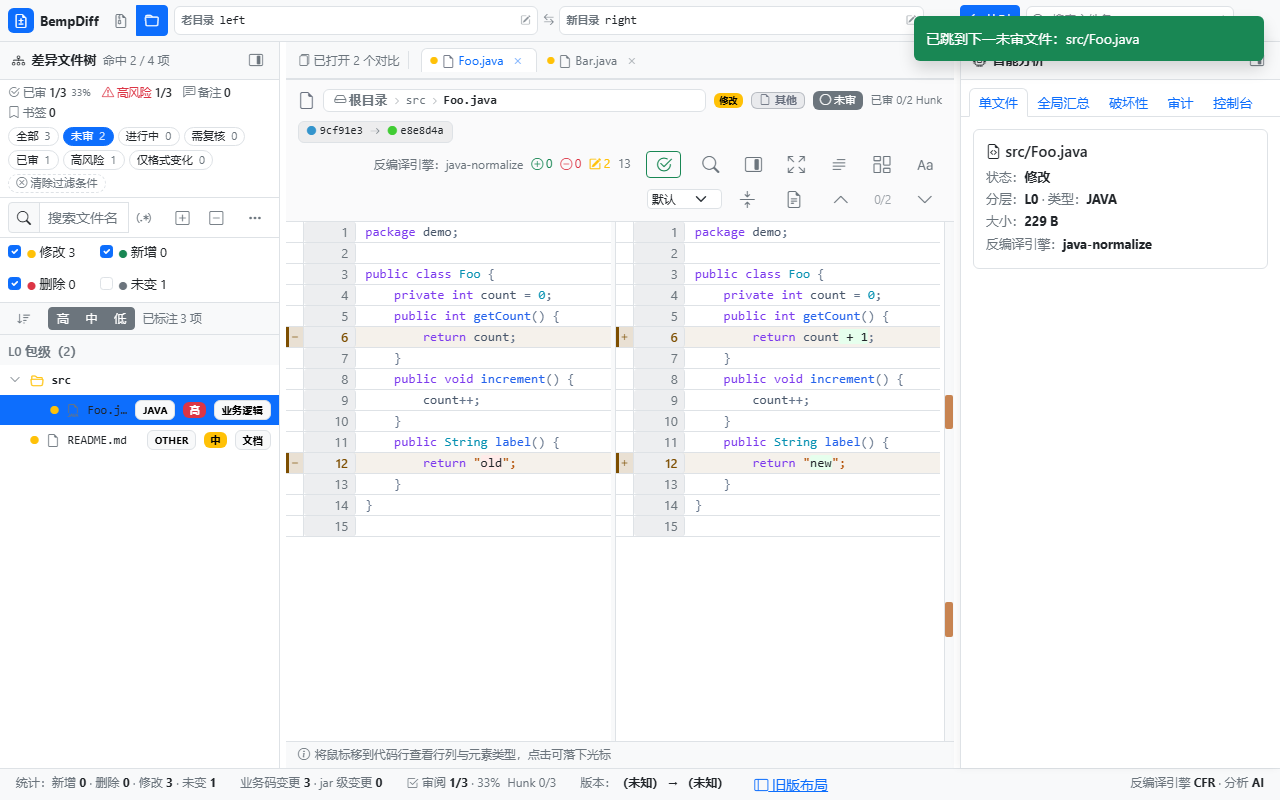 BempDiff 老目录 left 新目录 right
已跳到下一未审文件：src/Foo.java
差异文件树 命中 2 / 4 项
已审 1/3 33% 高风险 1/3 备注 0
书签 0
全部 3 未审 2 进行中 0 需复核 0
已审 1 高风险 1 仅格式变化 0
清除过滤条件
搜索文件名 (.*) ...
修改 3 新增 0
删除 0 未变 1
高 中 低 已标注 3 项
L0 包级（2）
src
Foo.j... JAVA 高 业务逻辑
README.md OTHER 中 文档
已打开 2 个对比 Foo.java × Bar.java ×
根目录 › src › Foo.java 修改 其他 未审 已审 0/2 Hunk
9cf91e3 → e8e8d4a
反编译引擎：java-normalize 0 0 2 13 Aa
默认 0/2
1 package demo;
2
3 public class Foo {
4 private int count = 0;
5 public int getCount() {
− 6 return count;
7 }
8 public void increment() {
9 count++;
10 }
11 public String label() {
− 12 return "old";
13 }
14 }
15
1 package demo;
2
3 public class Foo {
4 private int count = 0;
5 public int getCount() {
+ 6 return count + 1;
7 }
8 public void increment() {
9 count++;
10 }
11 public String label() {
+ 12 return "new";
13 }
14 }
15
将鼠标移到代码行查看行列与元素类型，点击可落下光标
单文件 全局汇总 破坏性 审计 控制台
src/Foo.java
状态：修改
分层：L0 · 类型：JAVA
大小：229 B
反编译引擎：java-normalize
统计：新增 0 · 删除 0 · 修改 3 · 未变 1 业务码变更 3 · jar 级变更 0 审阅 1/3 · 33% Hunk 0/3 版本： (未知) → (未知) 旧版布局 反编译引擎 CFR · 分析 AI